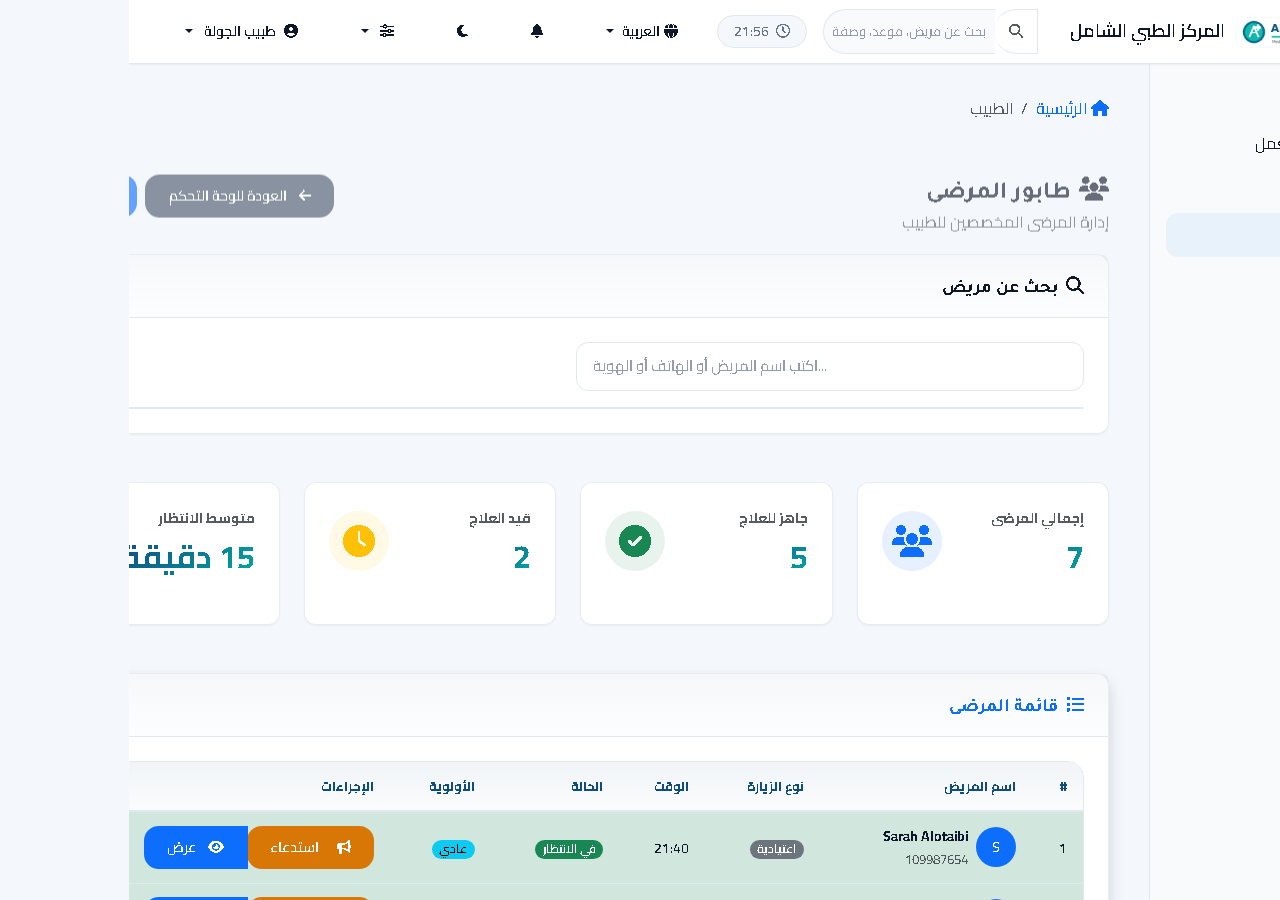 المركز الطبي الشامل
بحث عن مريض، موعد، وصفة
21:56
العربية
طبيب الجولة
الرئيسية / الطبيب
طابور المرضى
إدارة المرضى المخصصين للطبيب
العودة للوحة التحكم
بحث عن مريض
اكتب اسم المريض أو الهاتف أو الهوية...
إجمالي المرضى
7
جاهز للعلاج
5
قيد العلاج
2
متوسط الانتظار
15 دقيقة
قائمة المرضى
# اسم المريض نوع الزيارة الوقت الحالة الأولوية الإجراءات
1 S Sarah Alotaibi 109987654 اعتيادية 21:40 في الانتظار عادي استدعاء عرض